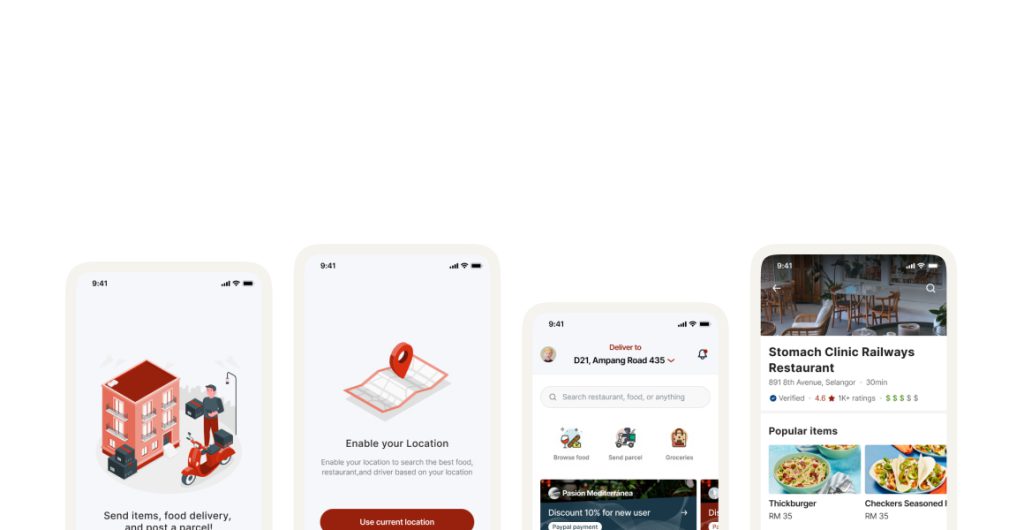 9:41
Send items, food delivery,
and post a parcel!
9:41
Enable your Location
Enable your location to search the best food,
restaurant,and driver based on your location
Use current location
9:41
Deliver to
D21, Ampang Road 435
Search restaurant, food, or anything
Browse food
Send parcel
Groceries
Pasión Mediterránea
Discount 10% for new user
Paypal payment
9:41
Stomach Clinic Railways
Restaurant
891 8th Avenue, Selangor · 30min
Verified · 4.6 ★ 1K+ ratings · $ $ $ $ $
Popular items
Thickburger
RM 35
Checkers Seasoned
RM 35